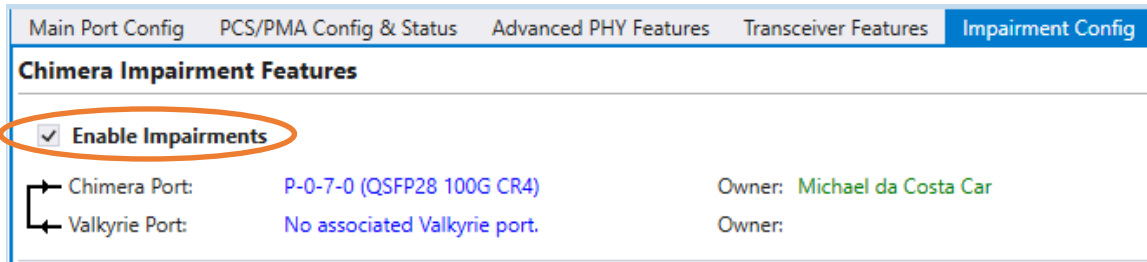 Main Port Config PCS/PMA Config & Status Advanced PHY Features Transceiver Features Impairment Config
Chimera Impairment Features
Enable Impairments
Chimera Port: P-0-7-0 (QSFP28 100G CR4) Owner: Michael da Costa Car
Valkyrie Port: No associated Valkyrie port. Owner: